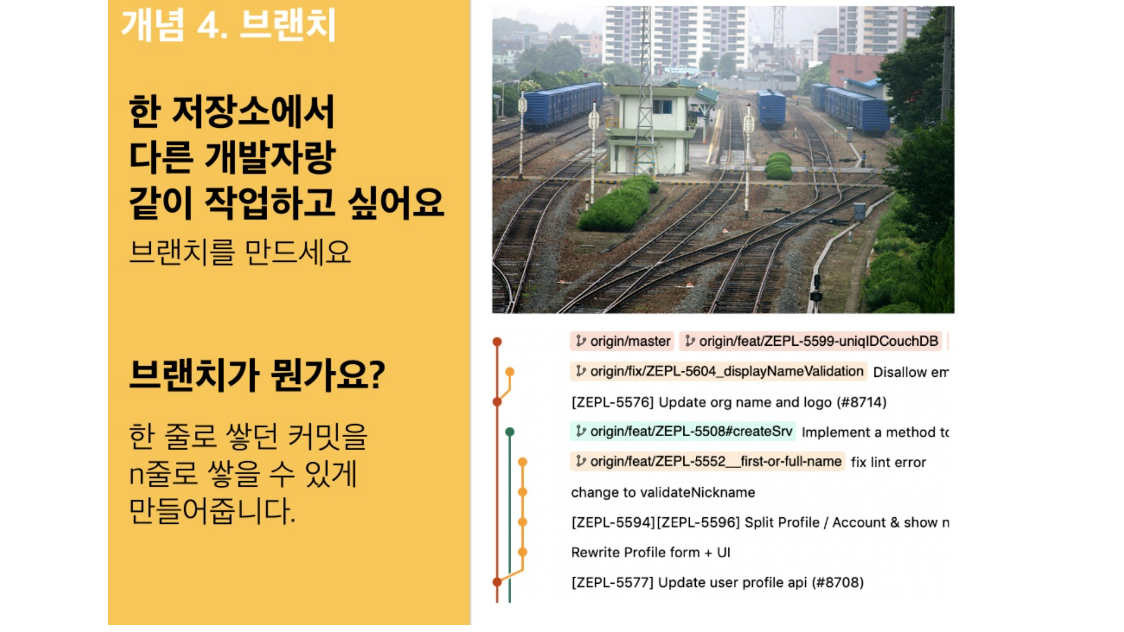 개념 4. 브랜치
한 저장소에서
다른 개발자랑
같이 작업하고 싶어요
브랜치를 만드세요
브랜치가 뭔가요?
한 줄로 쌓던 커밋을
n줄로 쌓을 수 있게
만들어줍니다.
origin/master origin/feat/ZEPL-5599-uniqIDCouchDB
origin/fix/ZEPL-5604_displayNameValidation Disallow em
[ZEPL-5576] Update org name and logo (#8714)
origin/feat/ZEPL-5508#createSrv Implement a method to
origin/feat/ZEPL-5552__first-or-full-name fix lint error
change to validateNickname
[ZEPL-5594][ZEPL-5596] Split Profile / Account & show n
Rewrite Profile form + UI
[ZEPL-5577] Update user profile api (#8708)